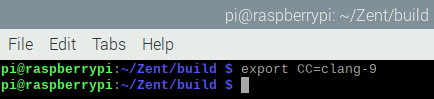 pi@raspberrypi: ~/Zent/build
File Edit Tabs Help
pi@raspberrypi:~/Zent/build $ export CC=clang-9
pi@raspberrypi:~/Zent/build $